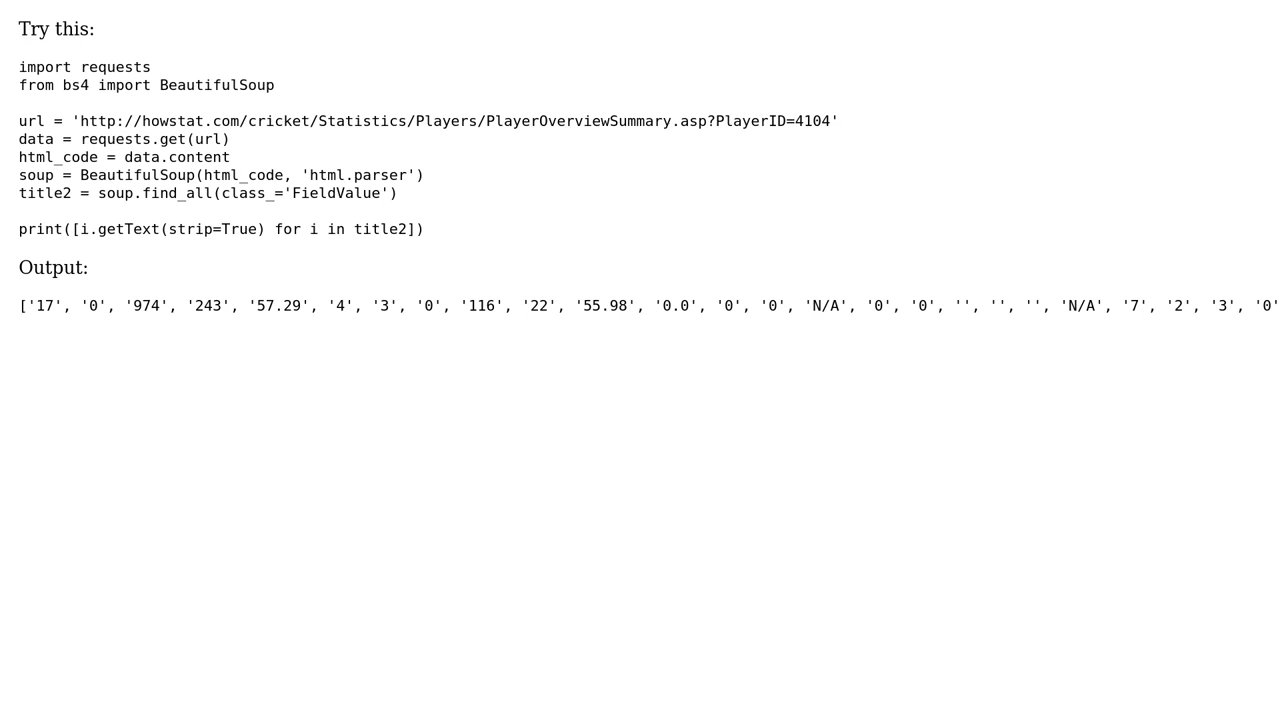 Try this:
import requests
from bs4 import BeautifulSoup
url = 'http://howstat.com/cricket/Statistics/Players/PlayerOverviewSummary.asp?PlayerID=4104'
data = requests.get(url)
html_code = data.content
soup = BeautifulSoup(html_code, 'html.parser')
title2 = soup.find_all(class_='FieldValue')
print([i.getText(strip=True) for i in title2])
Output:
['17', '0', '974', '243', '57.29', '4', '3', '0', '116', '22', '55.98', '0.0', '0', '0', 'N/A', '0', '0', '', '', '', 'N/A', '7', '2', '3', '0'